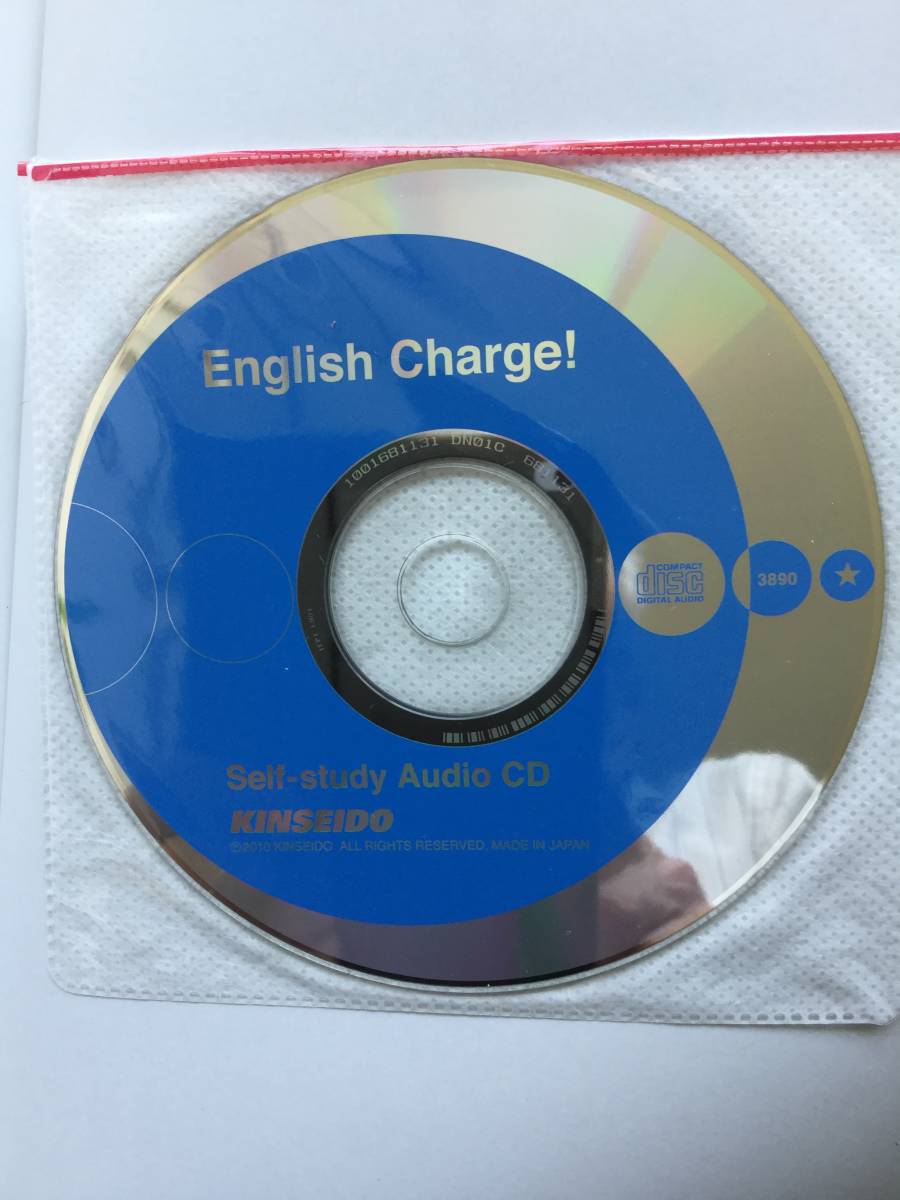 English Charge!
1001681131 DN01C 681131
COMPACT
disc
DIGITAL AUDIO
3890
Self-study Audio CD
KINSEIDO
℗2010 KINSEIDO. ALL RIGHTS RESERVED. MADE IN JAPAN